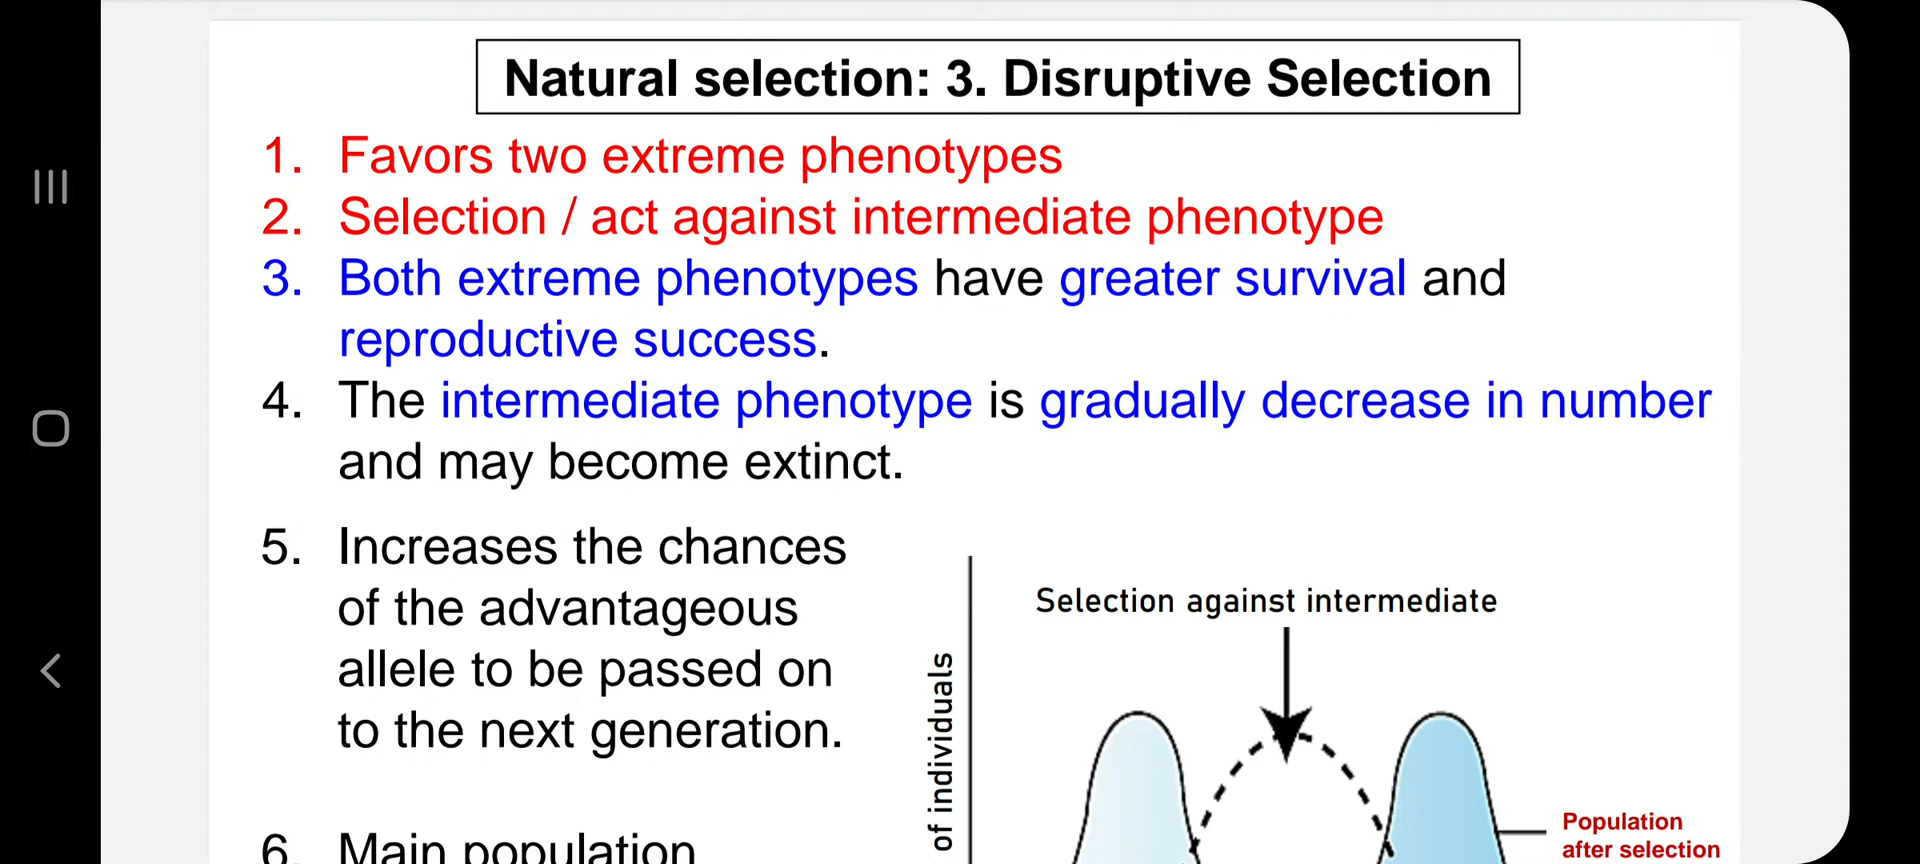 Natural selection: 3. Disruptive Selection
1. Favors two extreme phenotypes
2. Selection / act against intermediate phenotype
3. Both extreme phenotypes have greater survival and
reproductive success.
4. The intermediate phenotype is gradually decrease in number
and may become extinct.
5. Increases the chances
of the advantageous
allele to be passed on
to the next generation.
6. Main population
Selection against intermediate
of individuals
Population
after selection